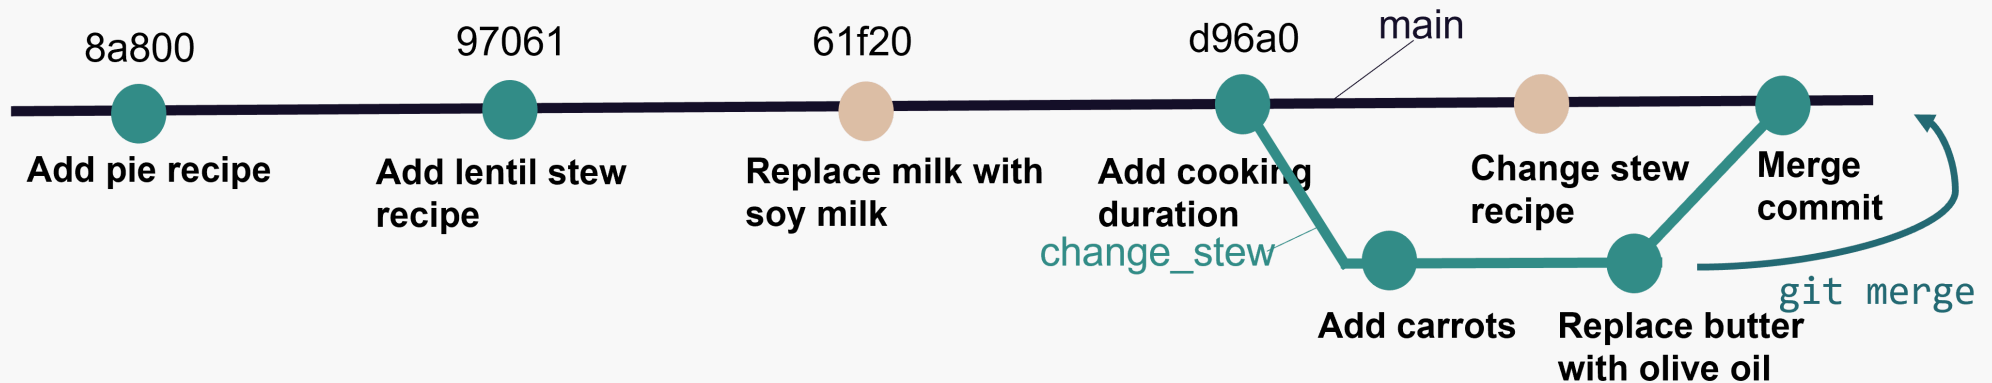 8a800
97061
61f20
d96a0
main
Add pie recipe
Add lentil stew
recipe
Replace milk with
soy milk
Add cooking
duration
Change stew
recipe
Merge
commit
change_stew
git merge
Add carrots
Replace butter
with olive oil